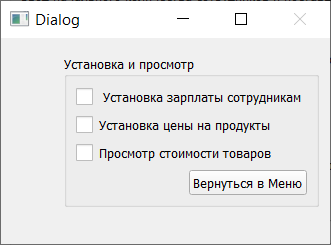 Dialog
Установка и просмотр
Установка зарплаты сотрудникам
Установка цены на продукты
Просмотр стоимости товаров
Вернуться в Меню